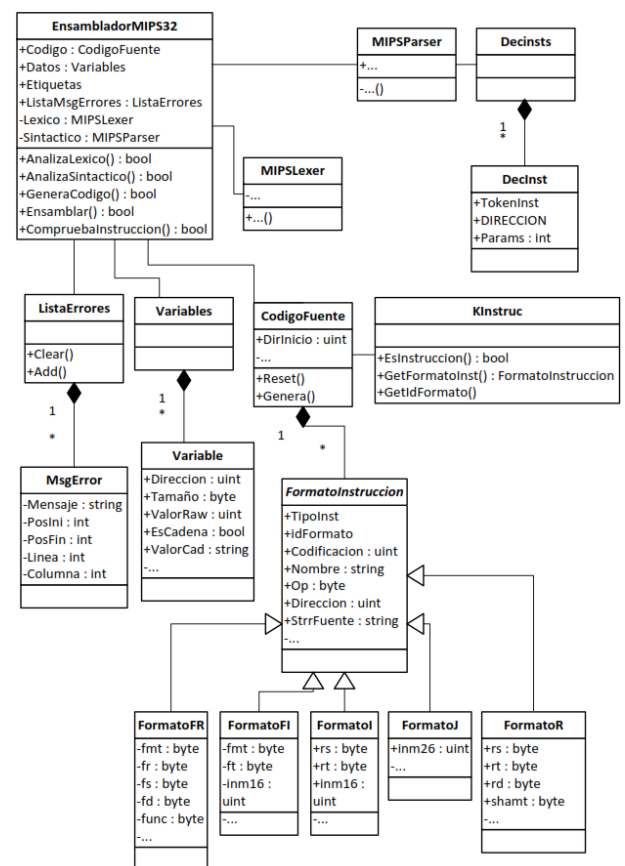 EnsambladorMIPS32
+Codigo : CodigoFuente
+Datos : Variables
+Etiquetas
+ListaMsgErrores : ListaErrores
-Lexico : MIPSLexer
-Sintactico : MIPSParser
+AnalizaLexico() : bool
+AnalizaSintactico() : bool
+GeneraCodigo() : bool
+Ensamblar() : bool
+CompruebaInstruccion() : bool
MIPSParser
+...
-...()
Decinsts
1
*
DecInst
+TokenInst
+DIRECCION
+Params : int
MIPSLexer
-...
+...()
ListaErrores
+Clear()
+Add()
1
*
MsgError
-Mensaje : string
-PosIni : int
-PosFin : int
-Linea : int
-Columna : int
Variables
1
*
Variable
+Direccion : uint
+Tamaño : byte
+ValorRaw : uint
+EsCadena : bool
+ValorCad : string
-...
CodigoFuente
+DirInicio : uint
-...
+Reset()
+Genera()
1
*
KInstruc
+EsInstruccion() : bool
+GetFormatoInst() : FormatoInstruccion
+GetIdFormato()
FormatoInstruccion
+TipoInst
+idFormato
+Codificacion : uint
+Nombre : string
+Op : byte
+Direccion : uint
+StrrFuente : string
-...
FormatoFR
-fmt : byte
-fr : byte
-fs : byte
-fd : byte
-func : byte
-...
FormatoFI
-fmt : byte
-ft : byte
-inm16 :
uint
-...
FormatoI
+rs : byte
+rt : byte
+inm16 :
uint
-...
FormatoJ
+inm26 : uint
-...
FormatoR
+rs : byte
+rt : byte
+rd : byte
+shamt : byte
-...